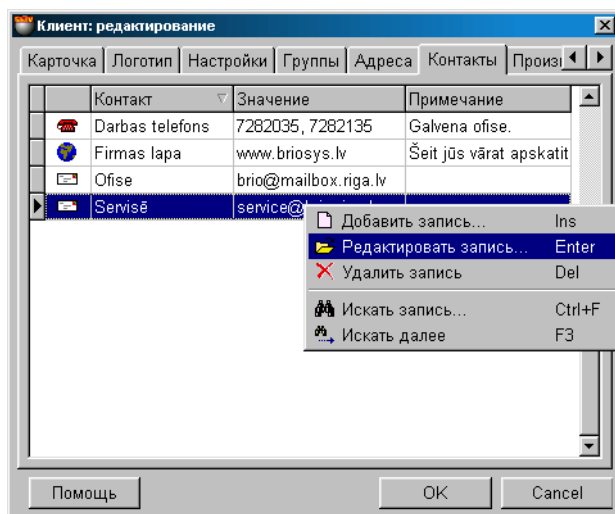 Клиент: редактирование
Карточка Логотип Настройки Группы Адреса Контакты
Контакт Значение Примечание
Darbas telefons 7282035, 7282135 Galvena ofise.
Firmas lapa www.briosys.lv Šeit jūs vārat apskatit
Ofise brio@mailbox.riga.lv
Servisē service@
Добавить запись... Ins
Редактировать запись... Enter
Удалить запись Del
Искать запись... Ctrl+F
Искать далее F3
Помощь OK Cancel